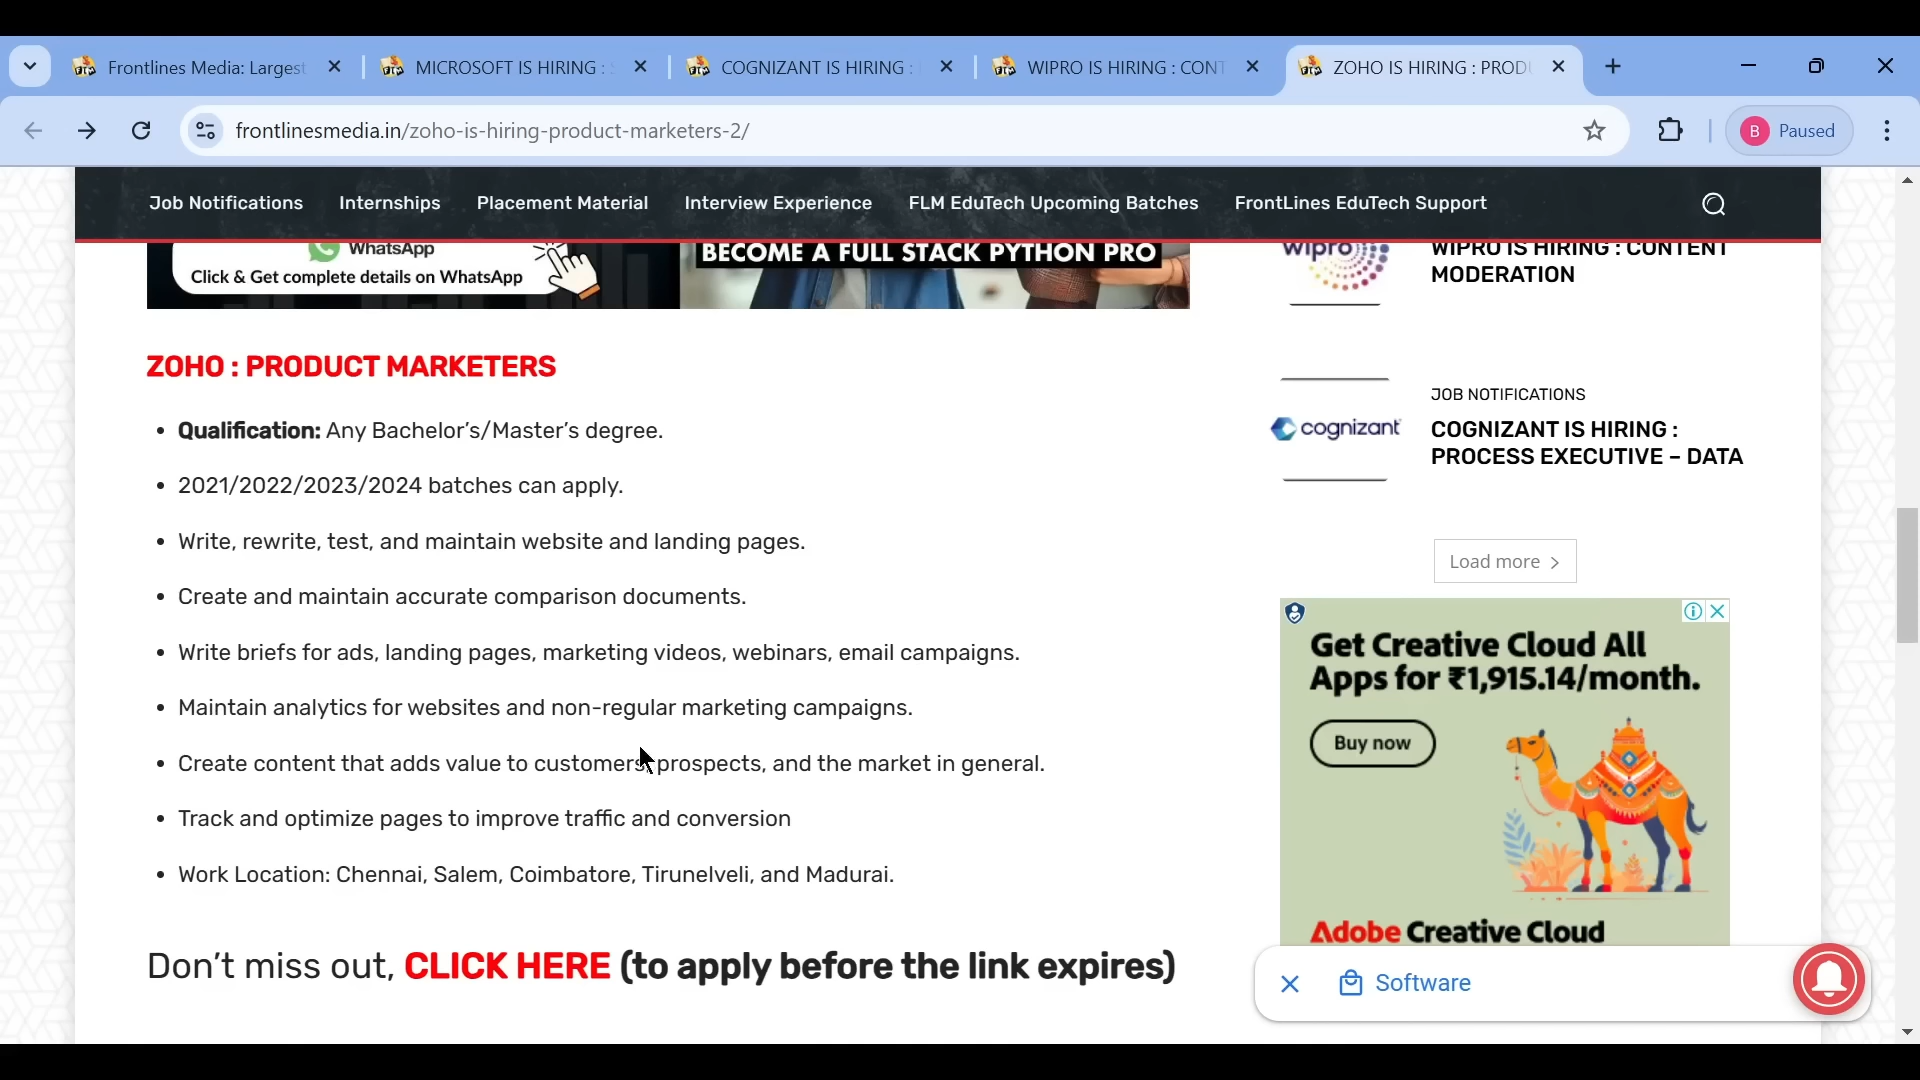 Frontlines Media: Largest
MICROSOFT IS HIRING :
COGNIZANT IS HIRING :
WIPRO IS HIRING : CONT
ZOHO IS HIRING : PROD
frontlinesmedia.in/zoho-is-hiring-product-marketers-2/
B Paused
Job Notifications Internships Placement Material Interview Experience FLM EduTech Upcoming Batches FrontLines EduTech Support
WhatsApp
Click & Get complete details on WhatsApp
BECOME A FULL STACK PYTHON PRO
wipro
WIPRO IS HIRING : CONTENT
MODERATION
ZOHO : PRODUCT MARKETERS
• Qualification: Any Bachelor’s/Master’s degree.
• 2021/2022/2023/2024 batches can apply.
• Write, rewrite, test, and maintain website and landing pages.
• Create and maintain accurate comparison documents.
• Write briefs for ads, landing pages, marketing videos, webinars, email campaigns.
• Maintain analytics for websites and non-regular marketing campaigns.
• Create content that adds value to customers, prospects, and the market in general.
• Track and optimize pages to improve traffic and conversion
• Work Location: Chennai, Salem, Coimbatore, Tirunelveli, and Madurai.
Don’t miss out, CLICK HERE (to apply before the link expires)
JOB NOTIFICATIONS
cognizant
COGNIZANT IS HIRING :
PROCESS EXECUTIVE – DATA
Load more
Get Creative Cloud All
Apps for ₹1,915.14/month.
Buy now
Adobe Creative Cloud
Software